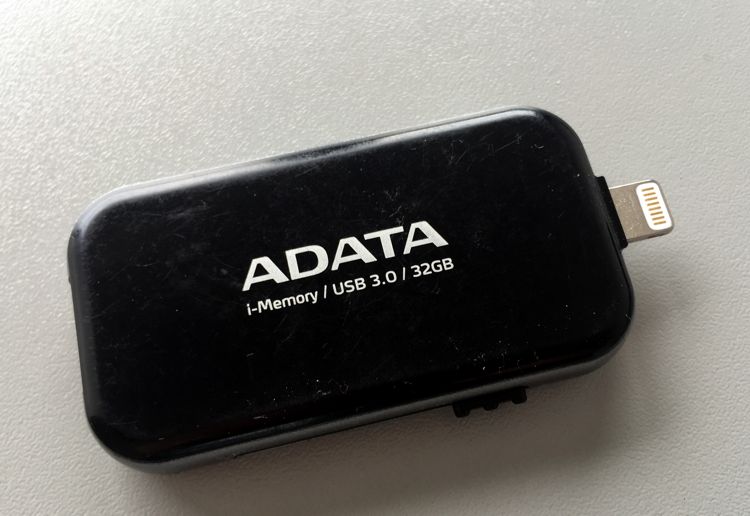 ADATA
i-Memory / USB 3.0 / 32GB